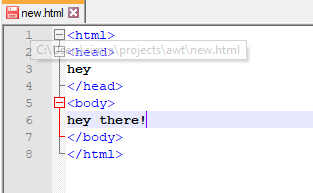 new.html
1 <html>
2 <head>
3 hey
4 </head>
5 <body>
6 hey there!
7 </body>
8 </html>
\projects\awt\new.html